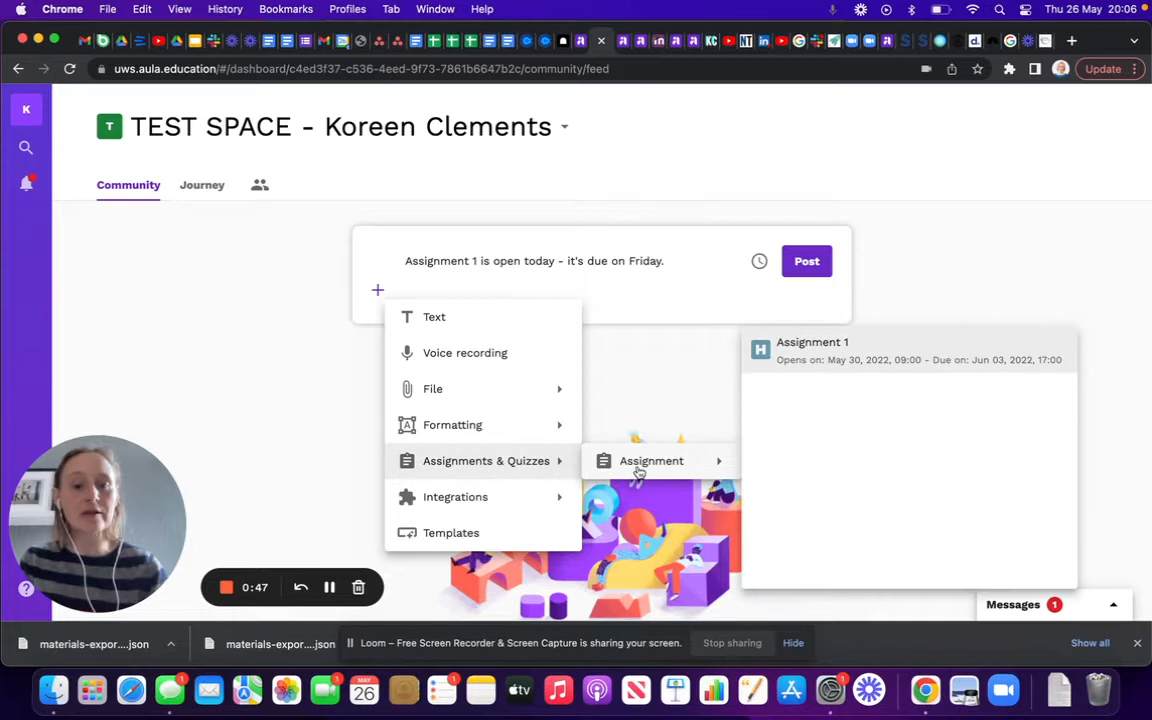 Chrome File Edit View History Bookmarks Profiles Tab Window Help Thu 26 May 20:06
uws.aula.education/#/dashboard/c4ed3f37-c536-4eed-9f73-7861b6647b2c/community/feed Update
K
T TEST SPACE - Koreen Clements
Community Journey
Assignment 1 is open today - it's due on Friday. Post
Text
Voice recording
File
Formatting
Assignments & Quizzes
Integrations
Templates
Assignment
H Assignment 1
Opens on: May 30, 2022, 09:00 - Due on: Jun 03, 2022, 17:00
0:47
Messages 1
materials-expor....json materials-expor....json Loom – Free Screen Recorder & Screen Capture is sharing your screen. Stop sharing Hide Show all
MAY
26
tv